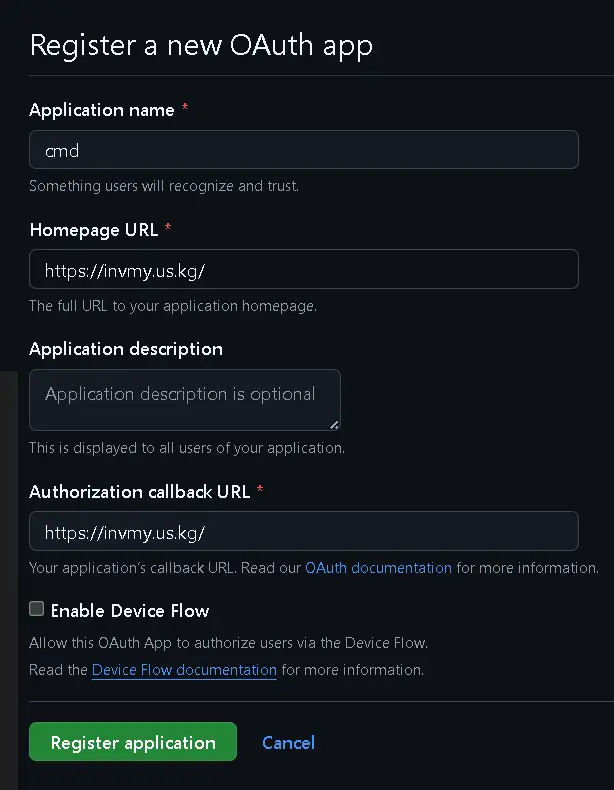 Register a new OAuth app
Application name *
cmd
Something users will recognize and trust.
Homepage URL *
https://invmy.us.kg/
The full URL to your application homepage.
Application description
Application description is optional
This is displayed to all users of your application.
Authorization callback URL *
https://invmy.us.kg/
Your application's callback URL. Read our OAuth documentation for more information.
Enable Device Flow
Allow this OAuth App to authorize users via the Device Flow.
Read the Device Flow documentation for more information.
Register application Cancel